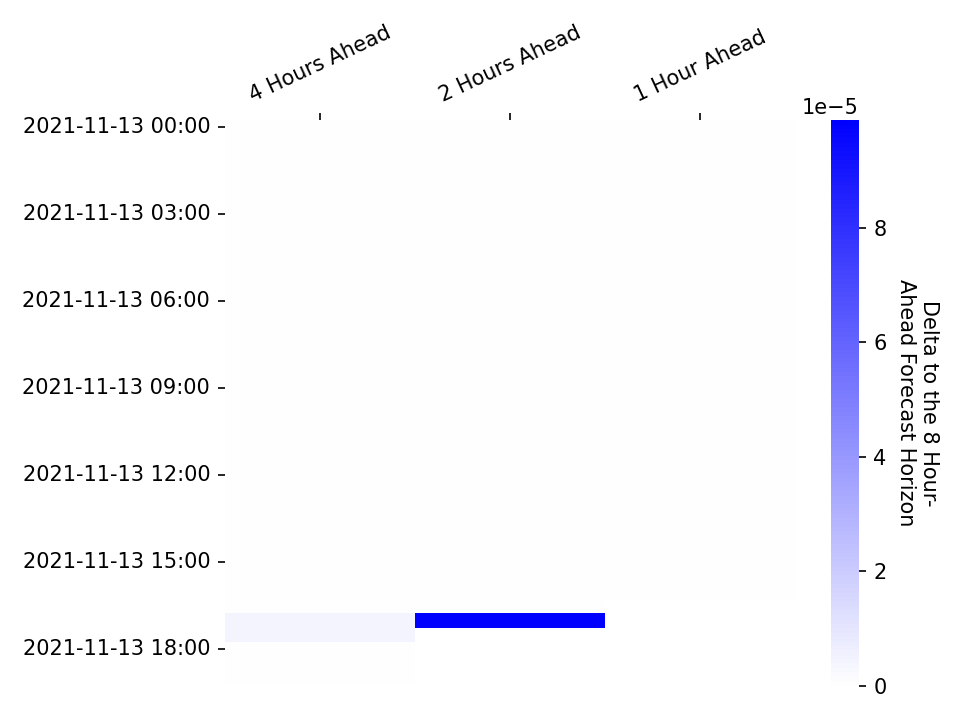 4 Hours Ahead
2 Hours Ahead
1 Hour Ahead
1e−5
2021-11-13 00:00
2021-11-13 03:00
2021-11-13 06:00
2021-11-13 09:00
2021-11-13 12:00
2021-11-13 15:00
2021-11-13 18:00
8
6
4
2
0
Delta to the 8 Hour-
Ahead Forecast Horizon